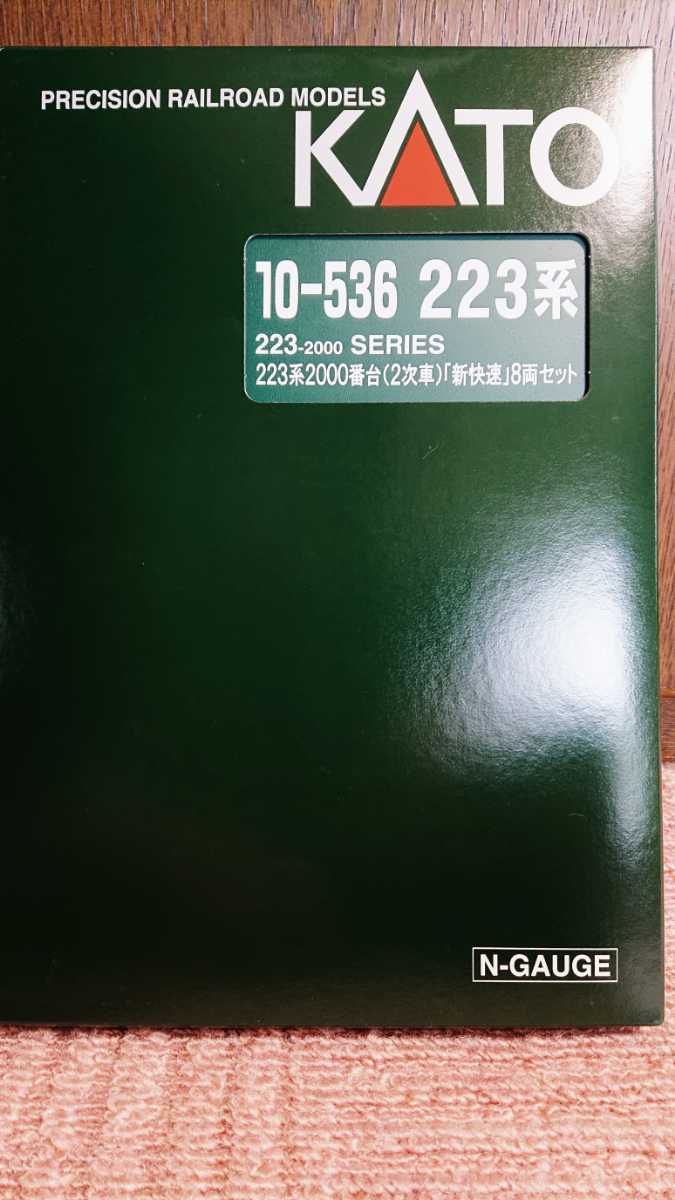 PRECISION RAILROAD MODELS
KATO
10-536 223系
223-2000 SERIES
223系2000番台(2次車)「新快速」8両セット
N-GAUGE